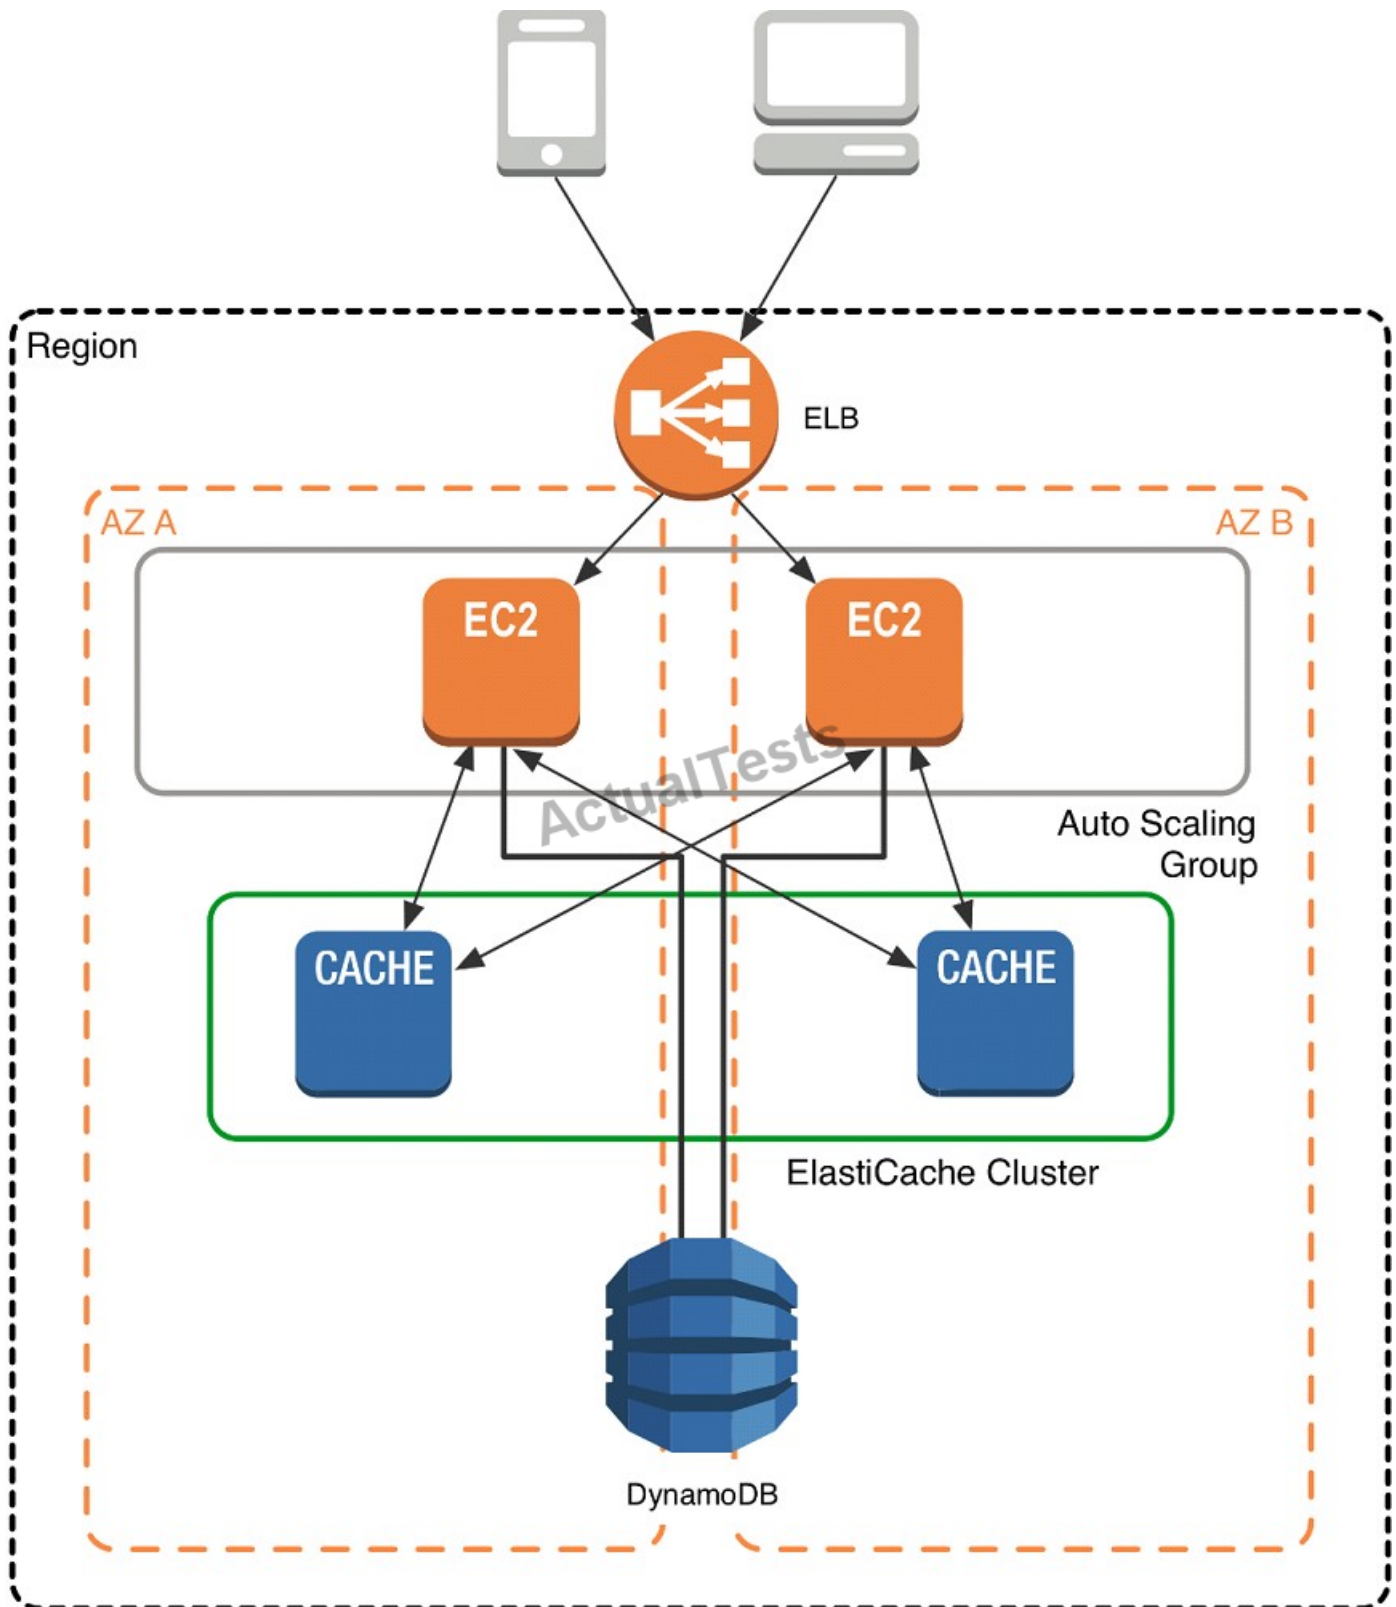 Region
ELB
AZ A
AZ B
EC2
EC2
ActualTests
Auto Scaling
Group
CACHE
CACHE
ElastiCache Cluster
DynamoDB